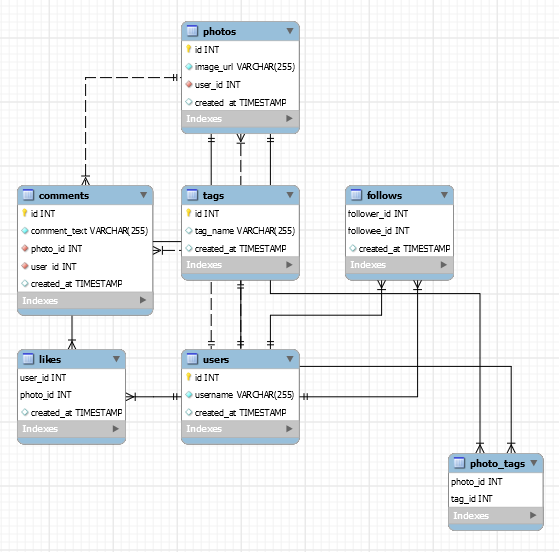 photos
id INT
image_url VARCHAR(255)
user_id INT
created_at TIMESTAMP
Indexes
comments
id INT
comment_text VARCHAR(255)
photo_id INT
user_id INT
created_at TIMESTAMP
Indexes
tags
id INT
tag_name VARCHAR(255)
created_at TIMESTAMP
Indexes
follows
follover_id INT
followee_id INT
created_at TIMESTAMP
Indexes
likes
user_id INT
photo_id INT
created_at TIMESTAMP
Indexes
users
id INT
username VARCHAR(255)
created_at TIMESTAMP
Indexes
photo_tags
photo_id INT
tag_id INT
Indexes